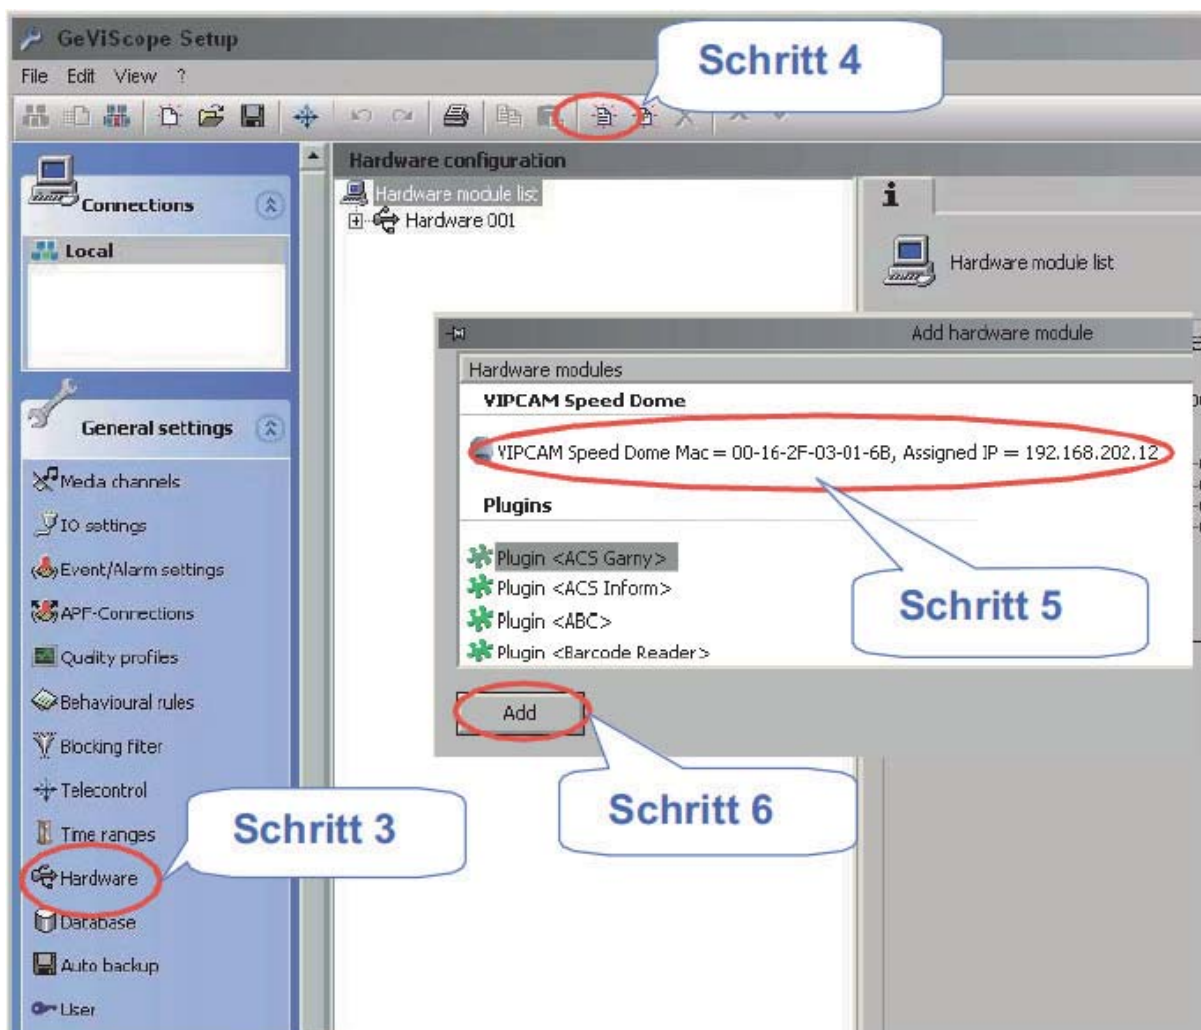 GeViScope Setup
Schritt 4
File Edit View ?
Hardware configuration
Connections
Hardware module list
Hardware 001
Local
i
Hardware module list
Add hardware module
Hardware modules
VIPCAM Speed Dome
VIPCAM Speed Dome Mac = 00-16-2F-03-01-6B, Assigned IP = 192.168.202.12
Plugins
Plugin <ACS Garny>
Plugin <ACS Inform>
Plugin <ABC>
Plugin <Barcode Reader>
Schritt 5
Add
Schritt 6
General settings
Media channels
IO settings
Event/Alarm settings
APF-Connections
Quality profiles
Behavioural rules
Blocking filter
Telecontrol
Time ranges
Schritt 3
Hardware
Database
Auto backup
User